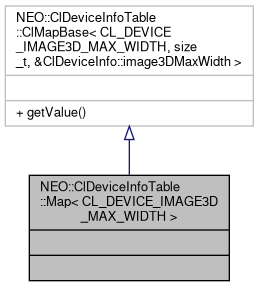 NEO::ClDeviceInfoTable
::ClMapBase< CL_DEVICE
_IMAGE3D_MAX_WIDTH, size
_t, &ClDeviceInfo::image3DMaxWidth >
+ getValue()
NEO::ClDeviceInfoTable
::Map< CL_DEVICE_IMAGE3D
_MAX_WIDTH >